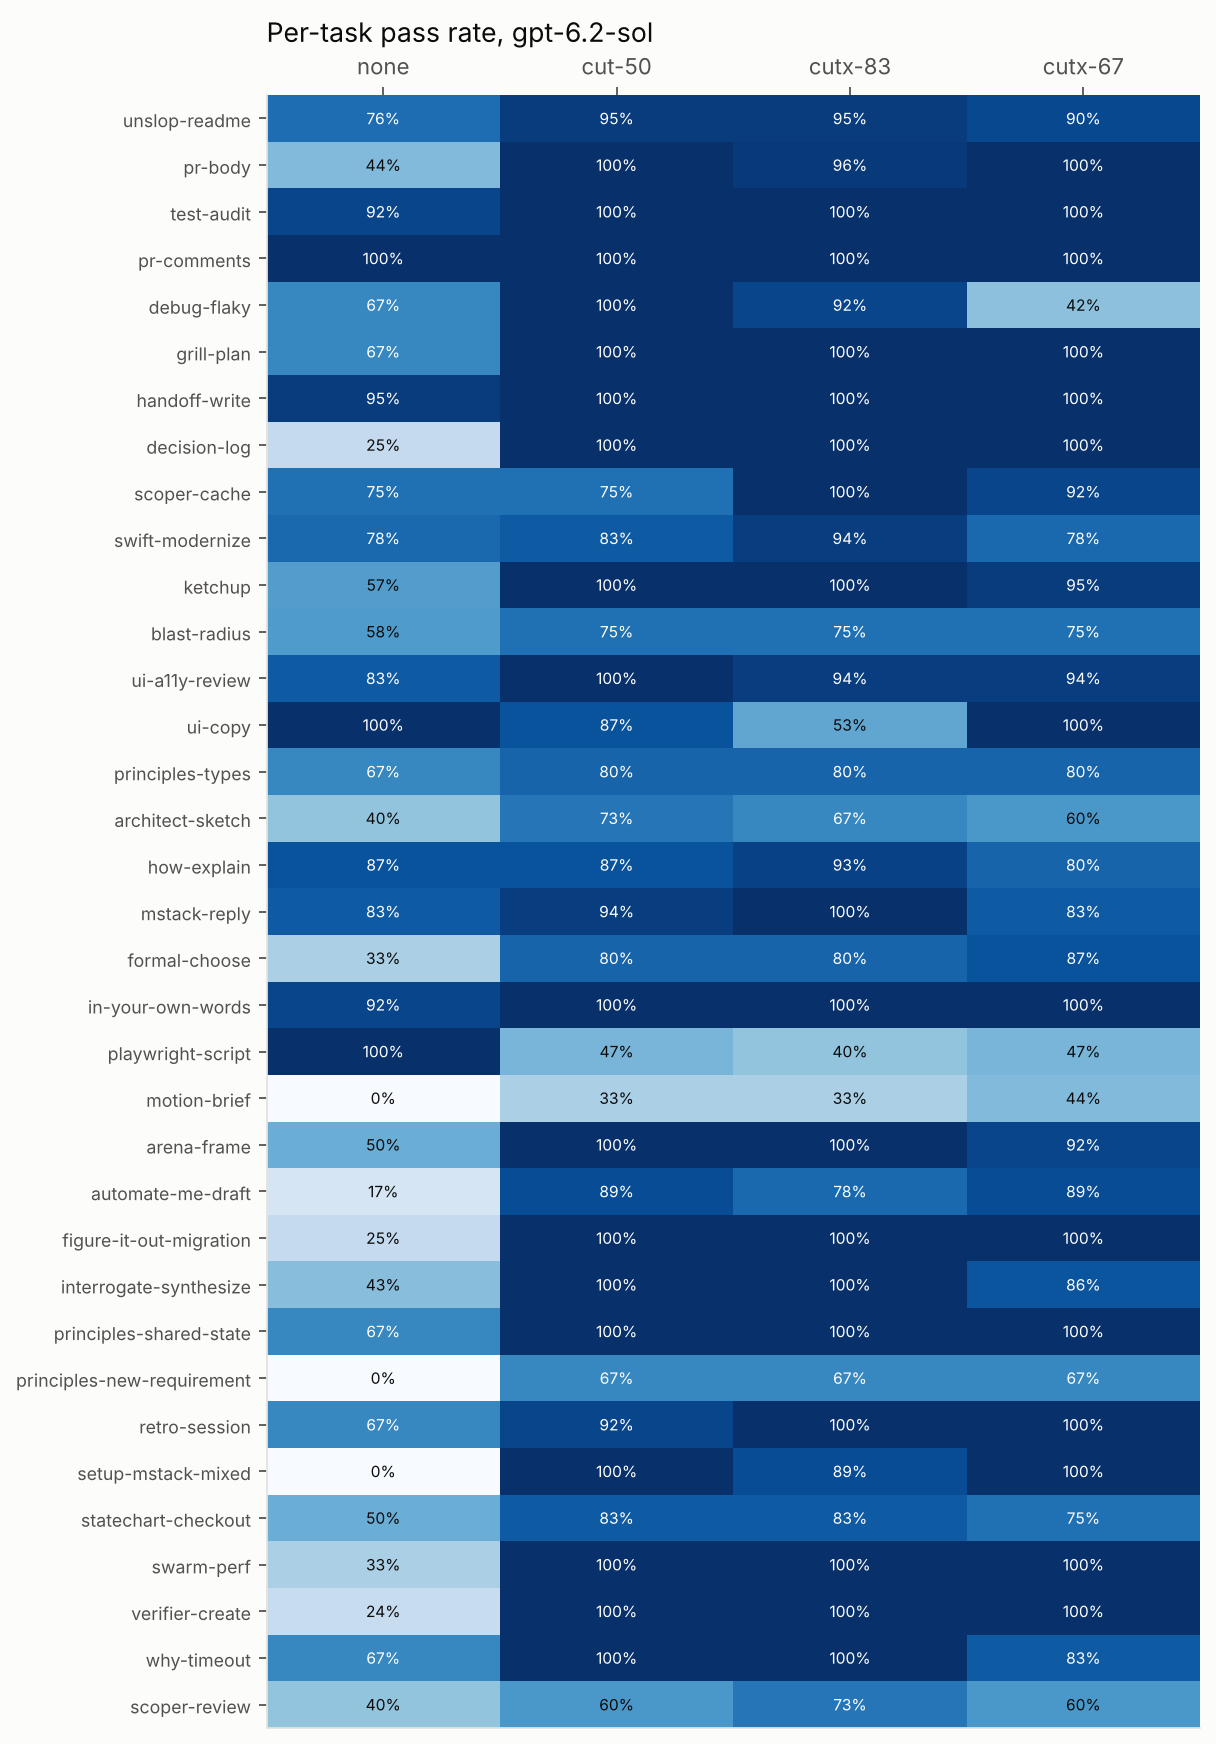 Per-task pass rate, gpt-6.2-sol
none cut-50 cutx-83 cutx-67
unslop-readme 76% 95% 95% 90%
pr-body 44% 100% 96% 100%
test-audit 92% 100% 100% 100%
pr-comments 100% 100% 100% 100%
debug-flaky 67% 100% 92% 42%
grill-plan 67% 100% 100% 100%
handoff-write 95% 100% 100% 100%
decision-log 25% 100% 100% 100%
scoper-cache 75% 75% 100% 92%
swift-modernize 78% 83% 94% 78%
ketchup 57% 100% 100% 95%
blast-radius 58% 75% 75% 75%
ui-a11y-review 83% 100% 94% 94%
ui-copy 100% 87% 53% 100%
principles-types 67% 80% 80% 80%
architect-sketch 40% 73% 67% 60%
how-explain 87% 87% 93% 80%
mstack-reply 83% 94% 100% 83%
formal-choose 33% 80% 80% 87%
in-your-own-words 92% 100% 100% 100%
playwright-script 100% 47% 40% 47%
motion-brief 0% 33% 33% 44%
arena-frame 50% 100% 100% 92%
automate-me-draft 17% 89% 78% 89%
figure-it-out-migration 25% 100% 100% 100%
interrogate-synthesize 43% 100% 100% 86%
principles-shared-state 67% 100% 100% 100%
principles-new-requirement 0% 67% 67% 67%
retro-session 67% 92% 100% 100%
setup-mstack-mixed 0% 100% 89% 100%
statechart-checkout 50% 83% 83% 75%
swarm-perf 33% 100% 100% 100%
verifier-create 24% 100% 100% 100%
why-timeout 67% 100% 100% 83%
scoper-review 40% 60% 73% 60%